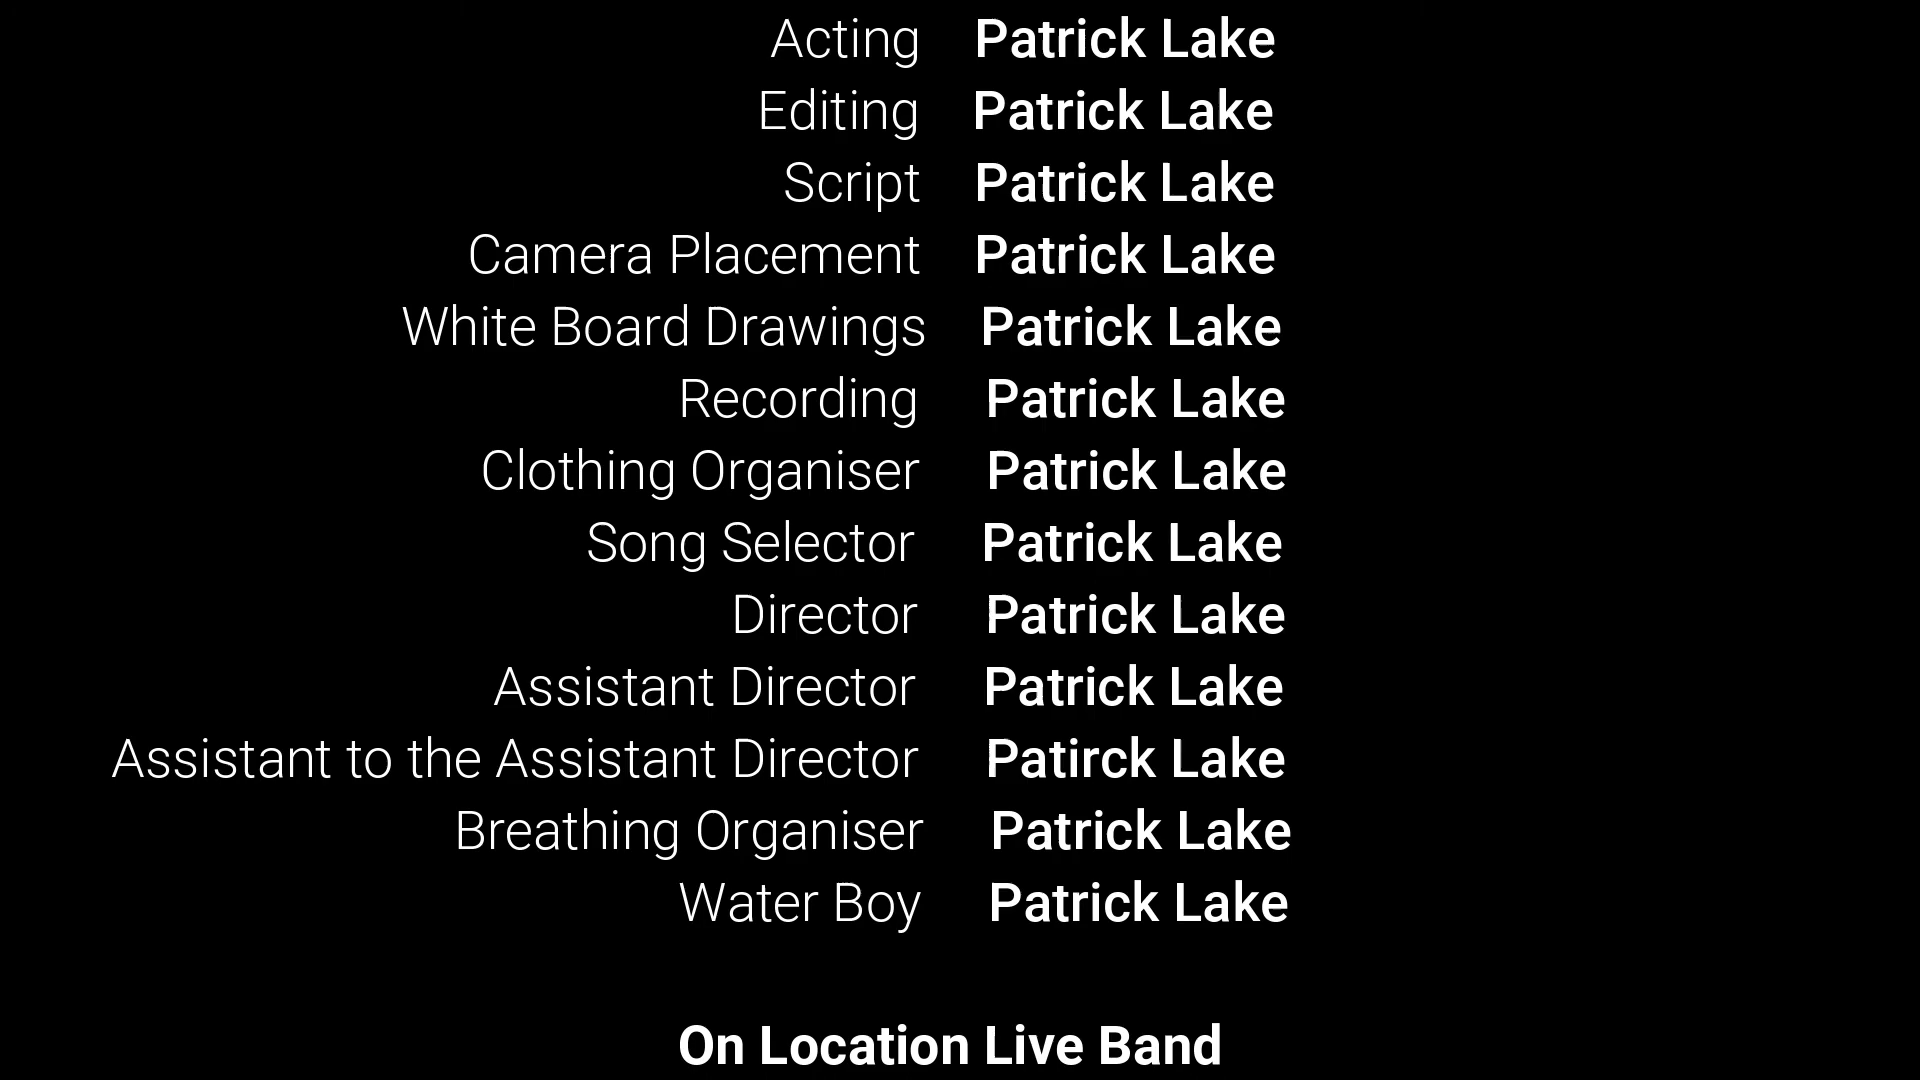 Acting Patrick Lake
Editing Patrick Lake
Script Patrick Lake
Camera Placement Patrick Lake
White Board Drawings Patrick Lake
Recording Patrick Lake
Clothing Organiser Patrick Lake
Song Selector Patrick Lake
Director Patrick Lake
Assistant Director Patrick Lake
Assistant to the Assistant Director Patirck Lake
Breathing Organiser Patrick Lake
Water Boy Patrick Lake
On Location Live Band